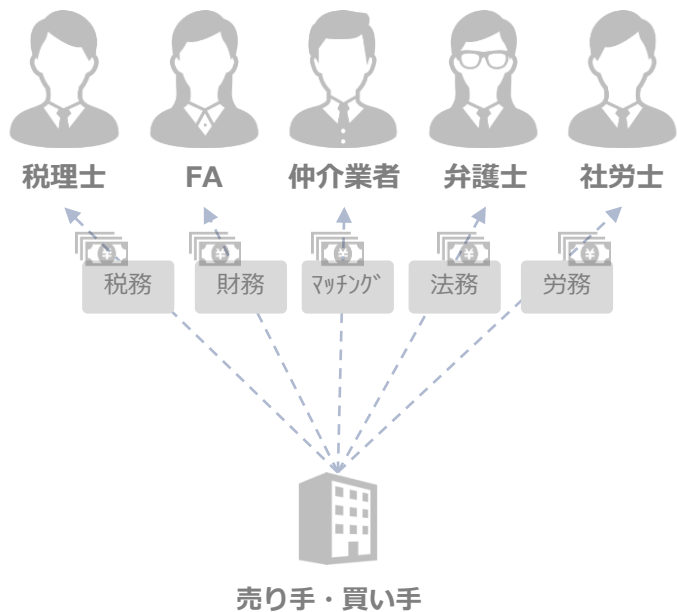 税理士
FA
仲介業者
弁護士
社労士
税務
財務
ﾏｯﾁﾝｸﾞ
法務
労務
売り手・買い手